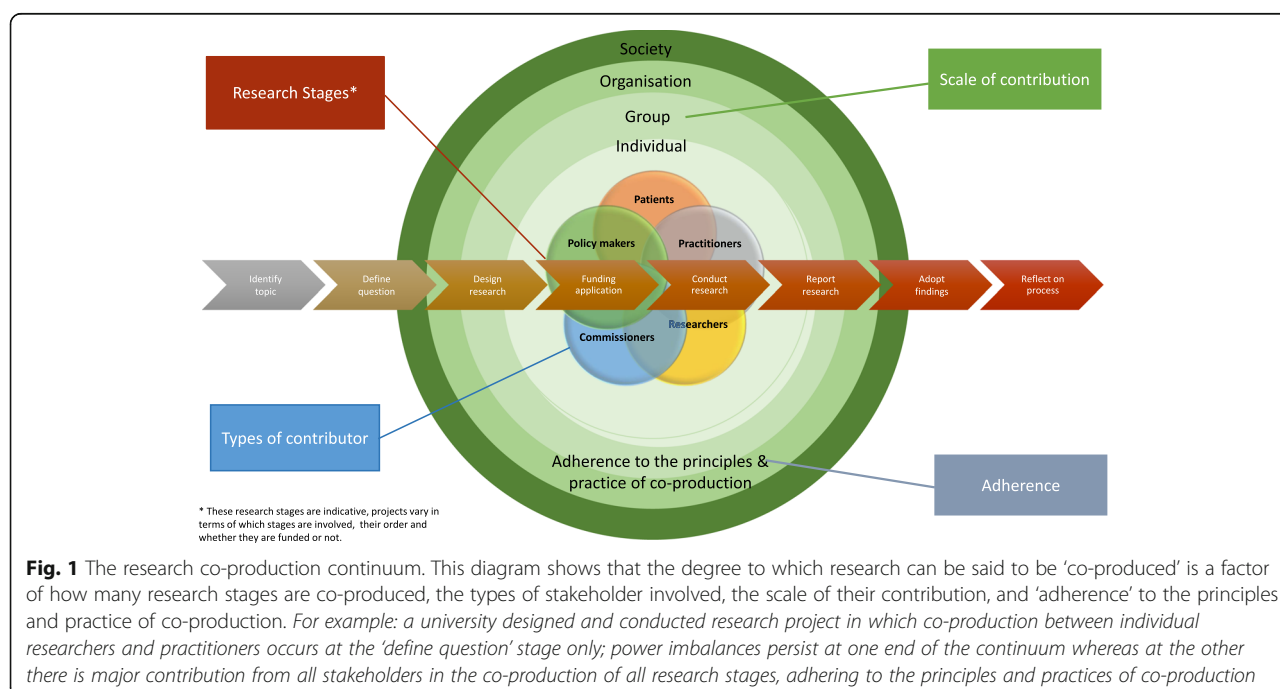 Society
Research Stages*
Organisation
Scale of contribution
Group
Individual
Patients
Policy makers
Practitioners
Identify
topic
Define
question
Design
research
Funding
application
Conduct
research
Report
research
Adopt
findings
Reflect on
process
Commissioners
Researchers
Types of contributor
Adherence to the principles &
practice of co-production
Adherence
* These research stages are indicative, projects vary in
terms of which stages are involved, their order and
whether they are funded or not.
Fig. 1 The research co-production continuum. This diagram shows that the degree to which research can be said to be ‘co-produced’ is a factor
of how many research stages are co-produced, the types of stakeholder involved, the scale of their contribution, and ‘adherence’ to the principles
and practice of co-production. For example: a university designed and conducted research project in which co-production between individual
researchers and practitioners occurs at the ‘define question’ stage only; power imbalances persist at one end of the continuum whereas at the other
there is major contribution from all stakeholders in the co-production of all research stages, adhering to the principles and practices of co-production